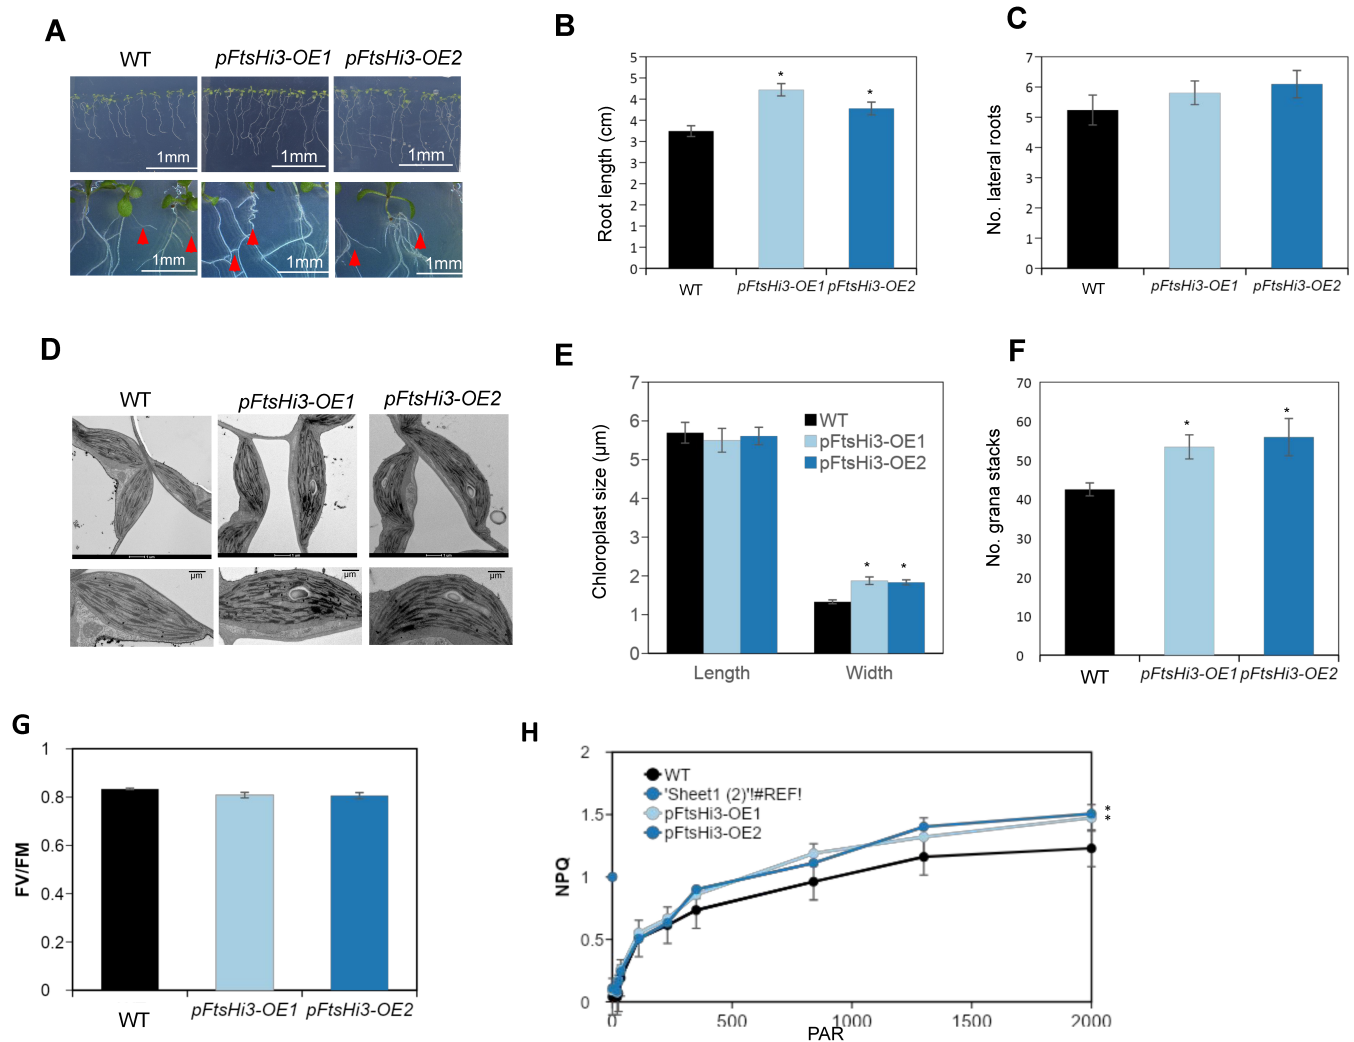 A
WT
pFtsHi3-OE1
pFtsHi3-OE2
1mm
1mm
1mm
1mm
1mm
1mm
B
Root length (cm)
5
5
4
4
3
3
2
2
1
1
0
*
*
WT
pFtsHi3-OE1
pFtsHi3-OE2
C
No. lateral roots
7
6
5
4
3
2
1
0
WT
pFtsHi3-OE1
pFtsHi3-OE2
D
WT
pFtsHi3-OE1
pFtsHi3-OE2
µm
µm
µm
E
Chloroplast size (µm)
7
6
5
4
3
2
1
0
WT
pFtsHi3-OE1
pFtsHi3-OE2
*
*
Length
Width
F
No. grana stacks
70
60
50
40
30
20
10
0
*
*
WT
pFtsHi3-OE1
pFtsHi3-OE2
G
FV/FM
1
0.8
0.6
0.4
0.2
0
WT
pFtsHi3-OE1
pFtsHi3-OE2
H
NPQ
2
1.5
1
0.5
0
WT
'Sheet1 (2)'!#REF!
pFtsHi3-OE1
pFtsHi3-OE2
*
*
0
500
1000
1500
2000
PAR